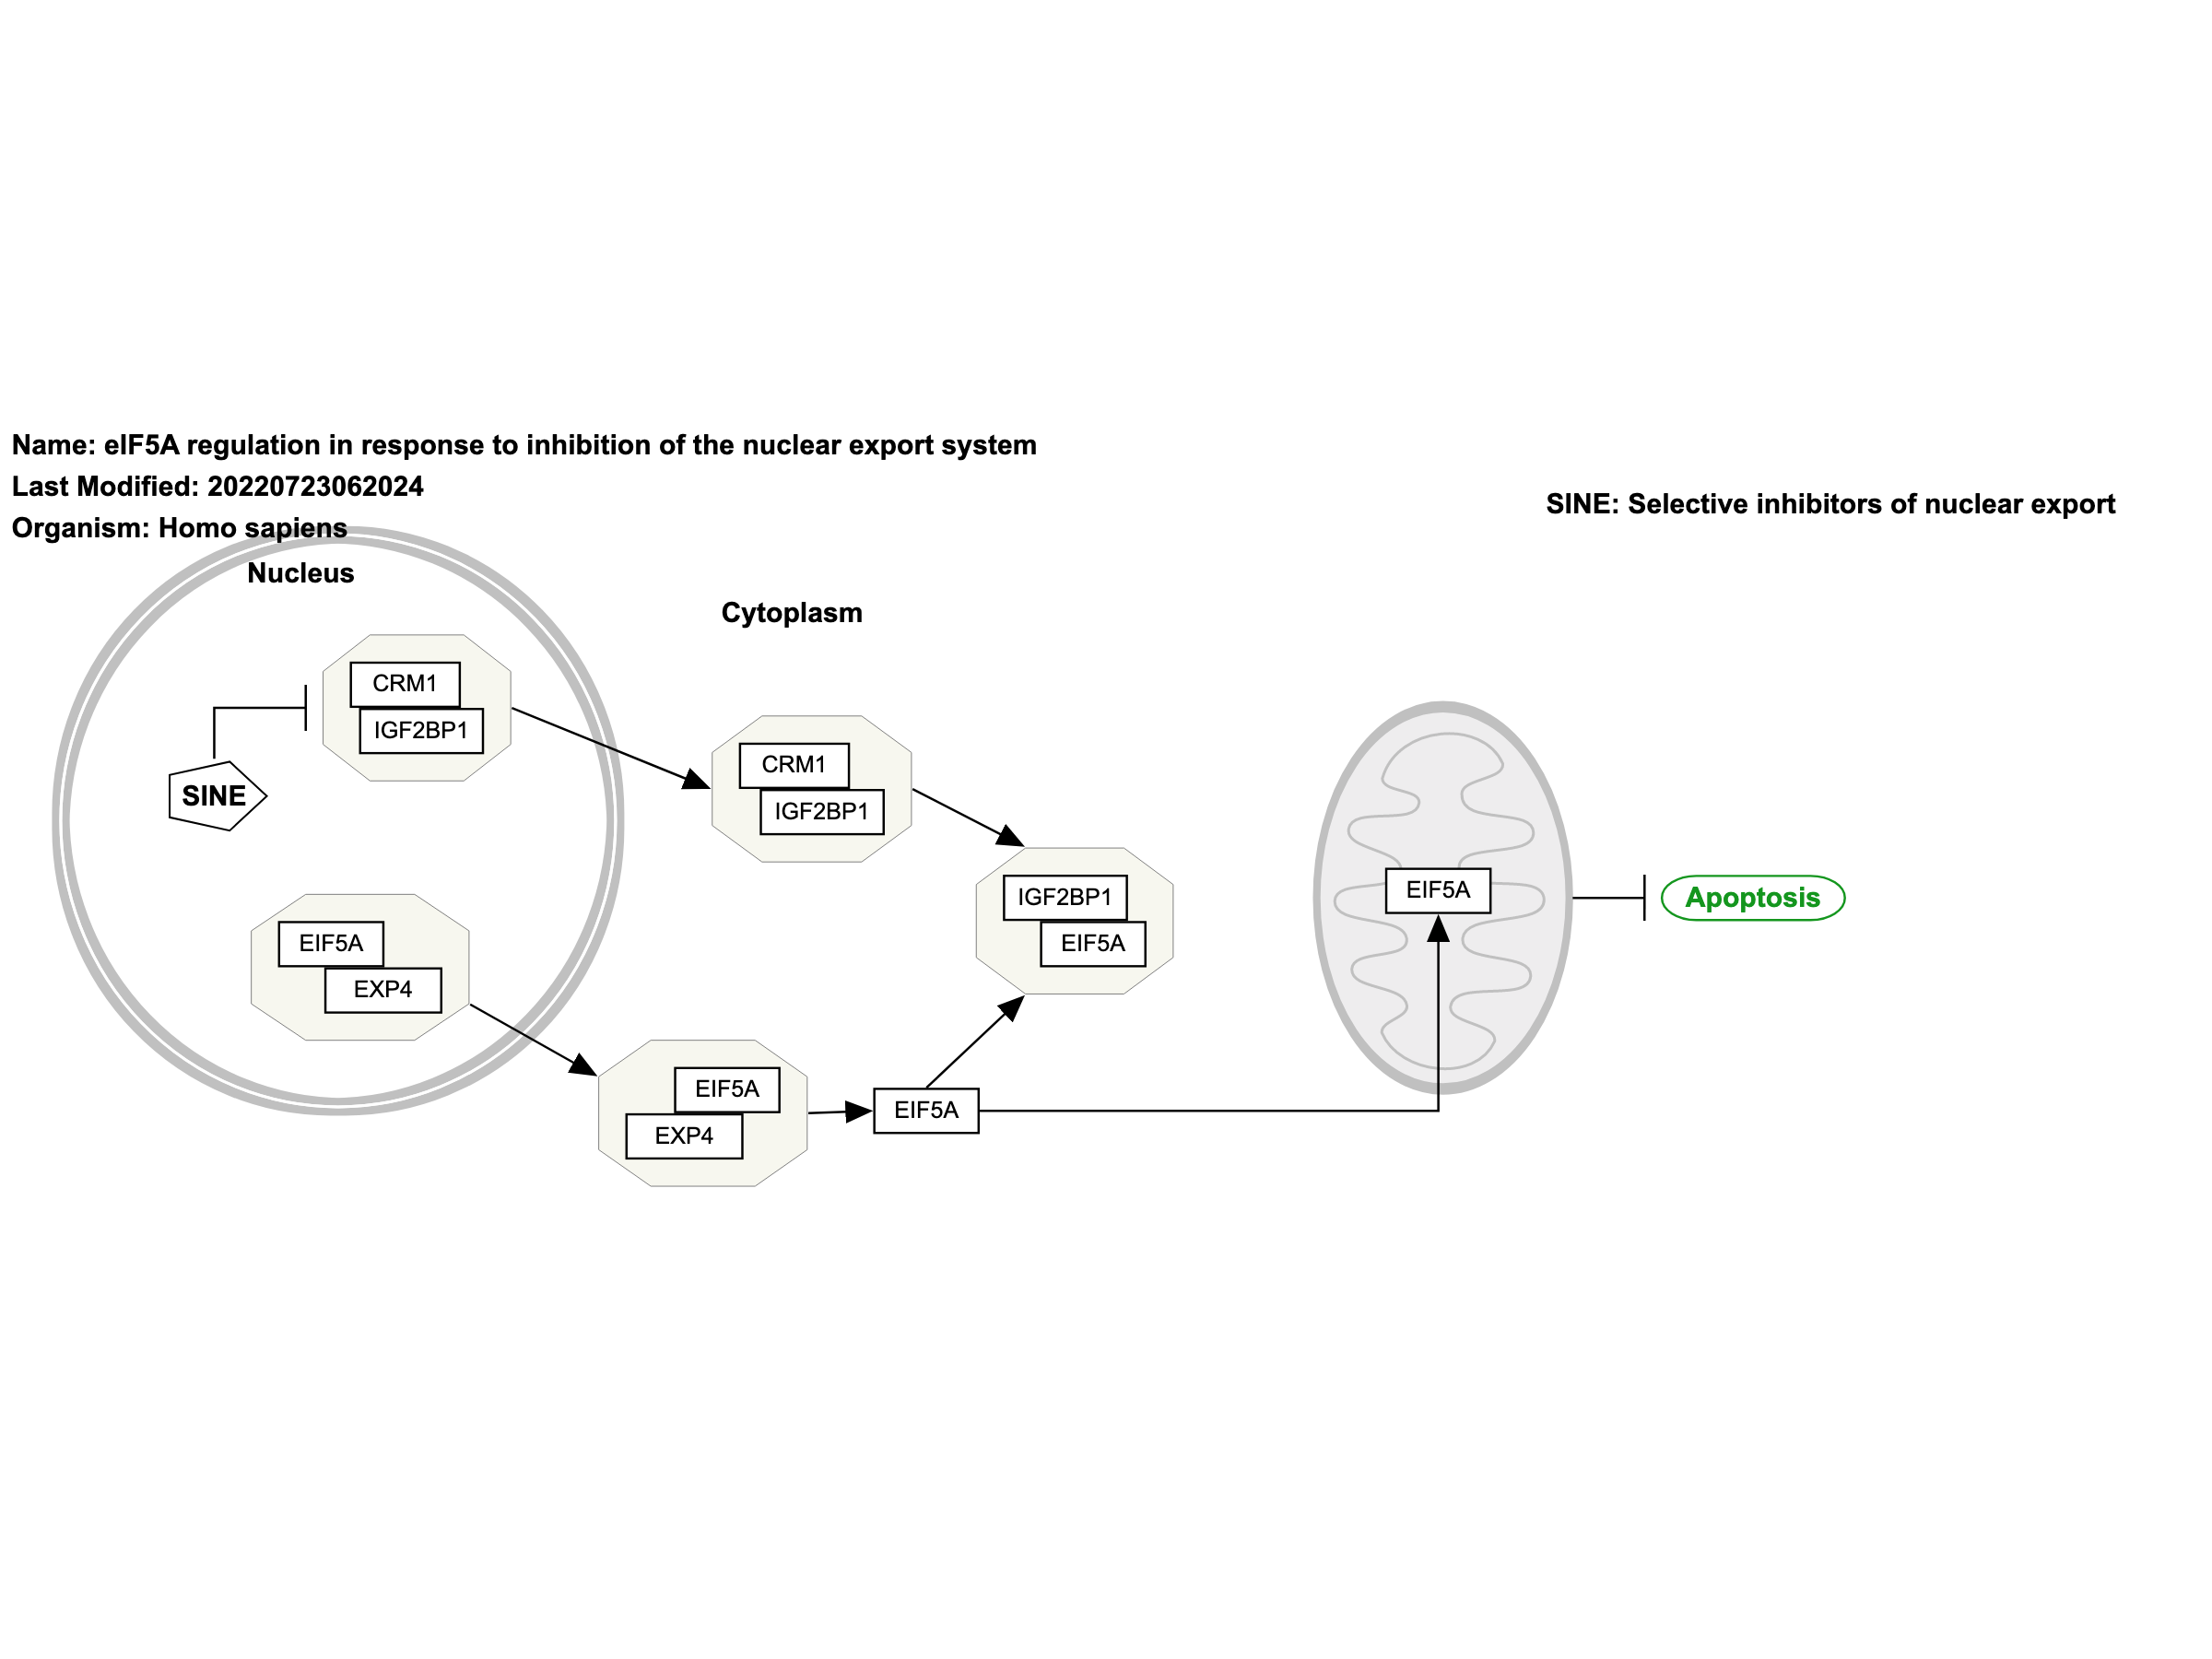 Name: eIF5A regulation in response to inhibition of the nuclear export system
Last Modified: 20220723062024
Organism: Homo sapiens
SINE: Selective inhibitors of nuclear export
Nucleus
Cytoplasm
CRM1
IGF2BP1
SINE
CRM1
IGF2BP1
IGF2BP1
EIF5A
EIF5A
Apoptosis
EIF5A
EXP4
EIF5A
EXP4
EIF5A